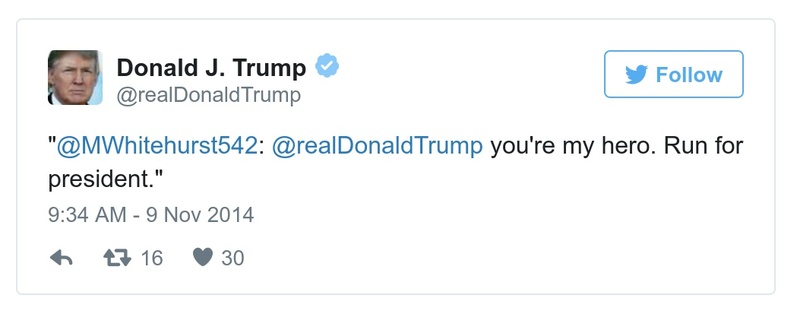 Donald J. Trump
@realDonaldTrump
Follow
"@MWhitehurst542: @realDonaldTrump you're my hero. Run for
president."
9:34 AM - 9 Nov 2014
16 30